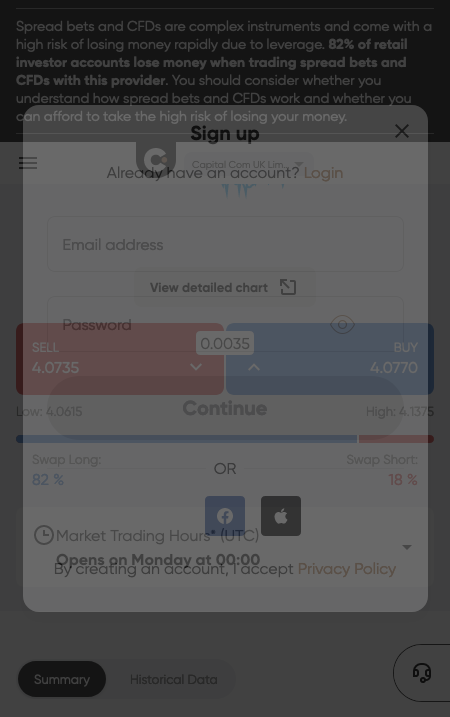 Spread bets and CFDs are complex instruments and come with a
high risk of losing money rapidly due to leverage. 82% of retail
investor accounts lose money when trading spread bets and
CFDs with this provider. You should consider whether you
understand how spread bets and CFDs work and whether you
can afford to take the high risk of losing your money.
Sign up
Capital Com UK Lim...
Already have an account? Login
Email address
View detailed chart
Password
SELL
4.0735
0.0035
BUY
4.0770
Low: 4.0615
High: 4.1375
Continue
Swap Long:
82 %
Swap Short:
18 %
OR
Market Trading Hours* (UTC)
Opens on Monday at 00:00
By creating an account, I accept Privacy Policy
Summary
Historical Data